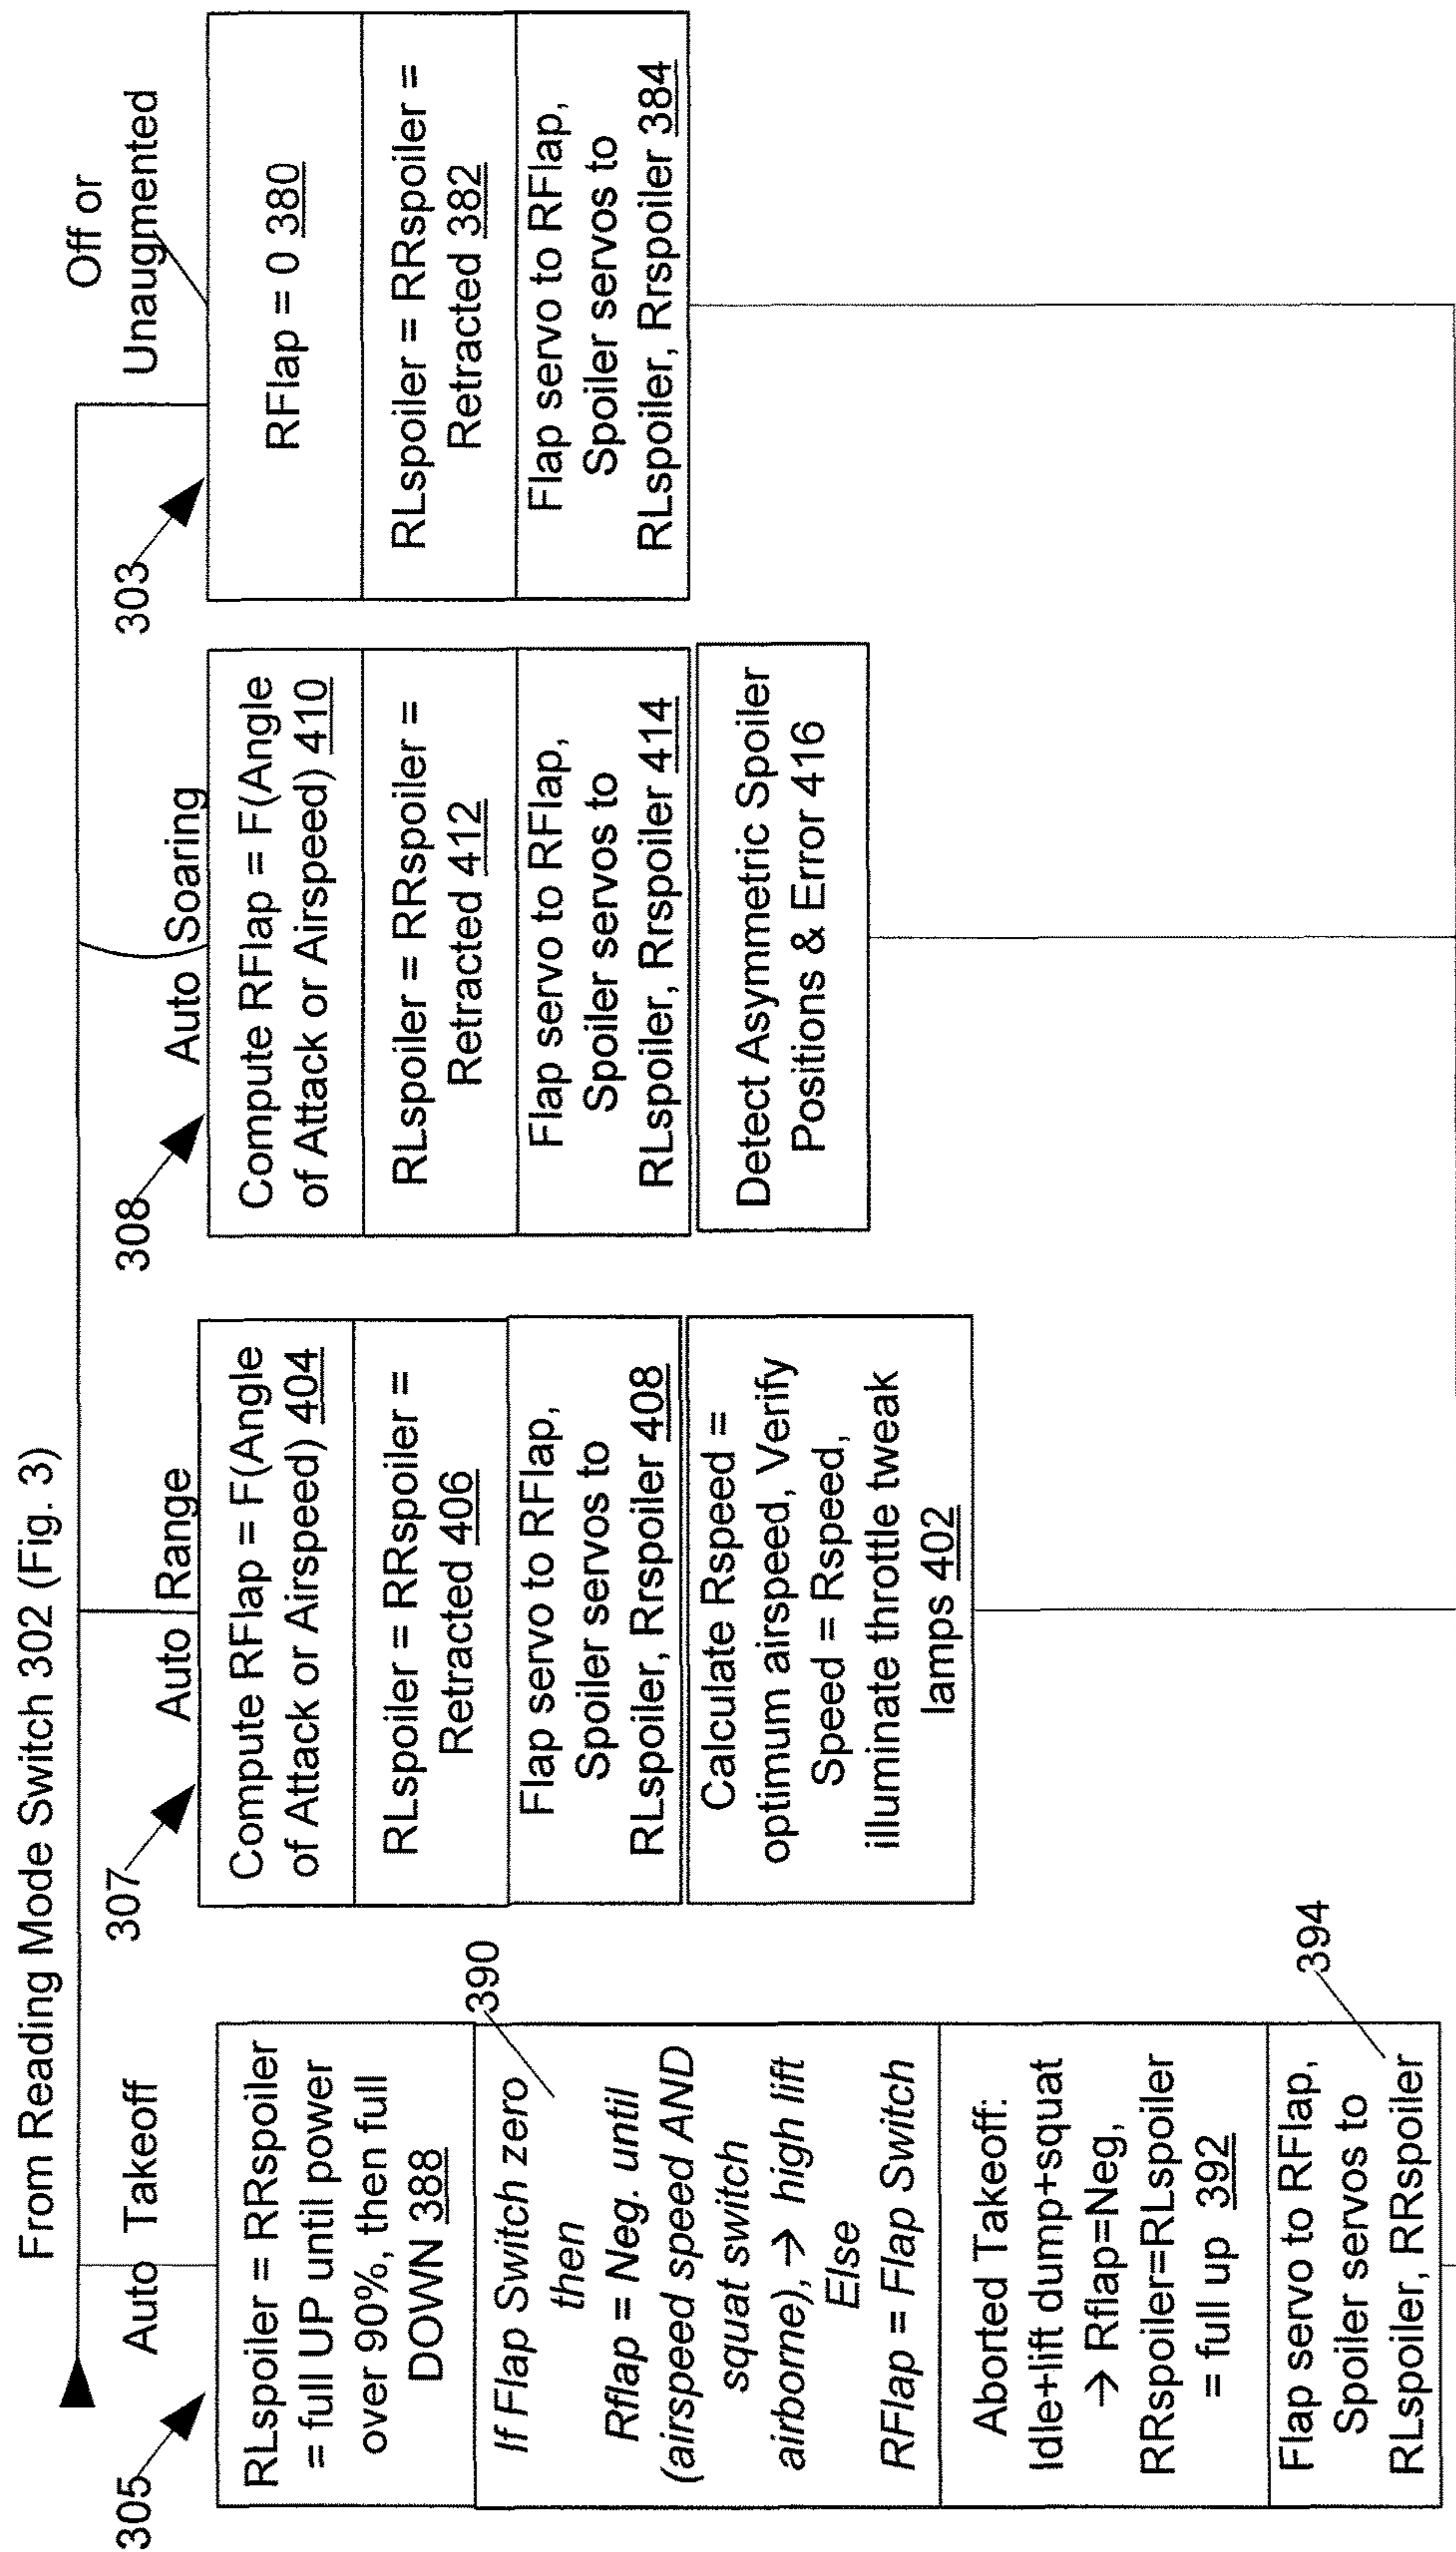 From Reading Mode Switch 302 (Fig. 3)
305
Auto Takeoff
RLspoiler = RRspoiler
= full UP until power
over 90%, then full
DOWN 388
390
If Flap Switch zero
then
Rflap = Neg. until
(airspeed speed AND
squat switch
airborne), → high lift
Else
RFlap = Flap Switch
Aborted Takeoff:
Idle+lift dump+squat
→ Rflap=Neg,
RRspoiler=RLspoiler
= full up 392
394
Flap servo to RFlap,
Spoiler servos to
RLspoiler, RRspoiler
307
Auto Range
Compute RFlap = F(Angle
of Attack or Airspeed) 404
RLspoiler = RRspoiler =
Retracted 406
Flap servo to RFlap,
Spoiler servos to
RLspoiler, Rrspoiler 408
Calculate Rspeed =
optimum airspeed, Verify
Speed = Rspeed,
illuminate throttle tweak
lamps 402
308
Auto Soaring
Compute RFlap = F(Angle
of Attack or Airspeed) 410
RLspoiler = RRspoiler =
Retracted 412
Flap servo to RFlap,
Spoiler servos to
RLspoiler, Rrspoiler 414
Detect Asymmetric Spoiler
Positions & Error 416
303
Off or
Unaugmented
RFlap = 0 380
RLspoiler = RRspoiler =
Retracted 382
Flap servo to RFlap,
Spoiler servos to
RLspoiler, Rrspoiler 384